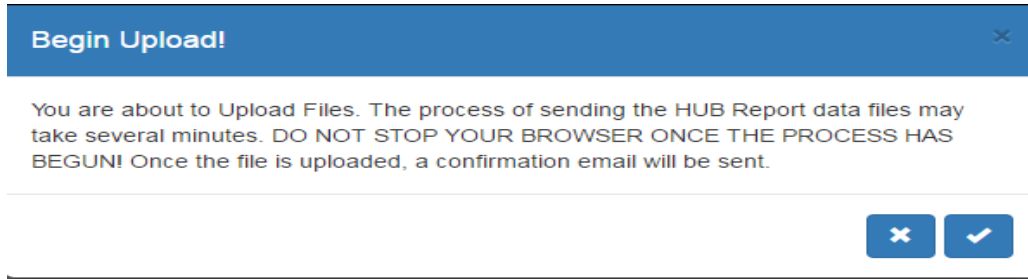 Begin Upload!
You are about to Upload Files. The process of sending the HUB Report data files may
take several minutes. DO NOT STOP YOUR BROWSER ONCE THE PROCESS HAS
BEGUN! Once the file is uploaded, a confirmation email will be sent.